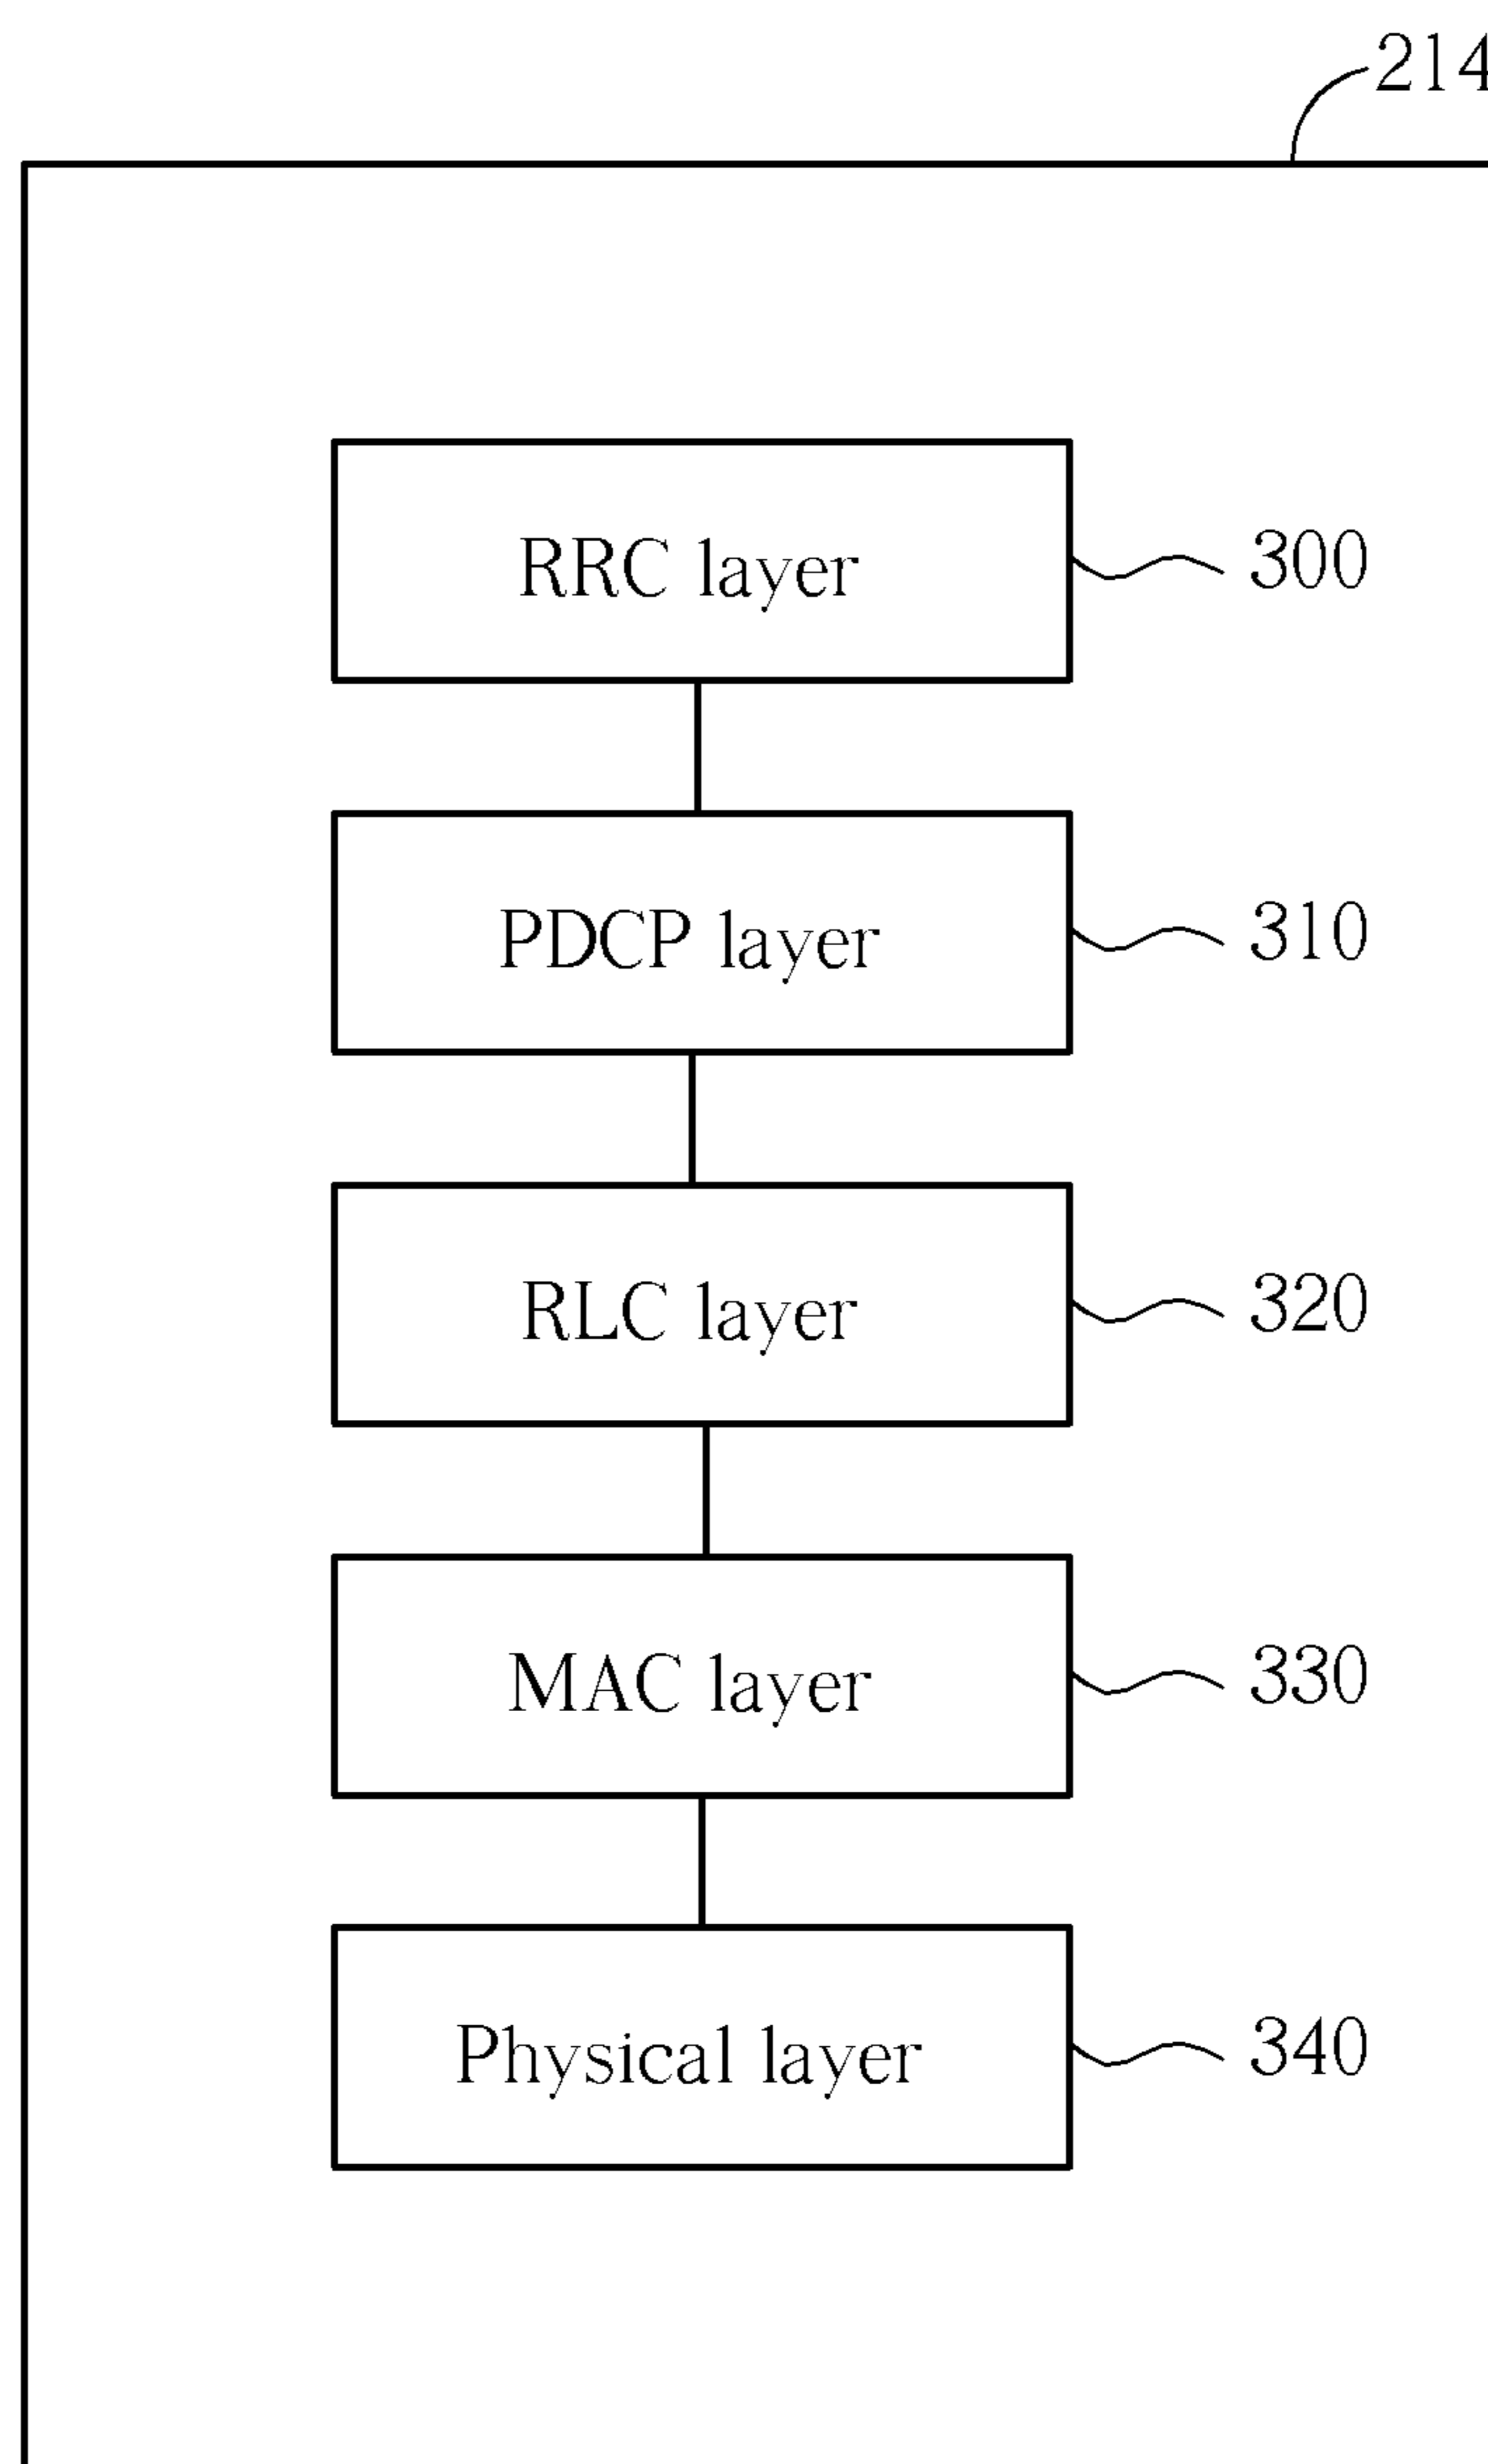 214
RRC layer 300
PDCP layer 310
RLC layer 320
MAC layer 330
Physical layer 340